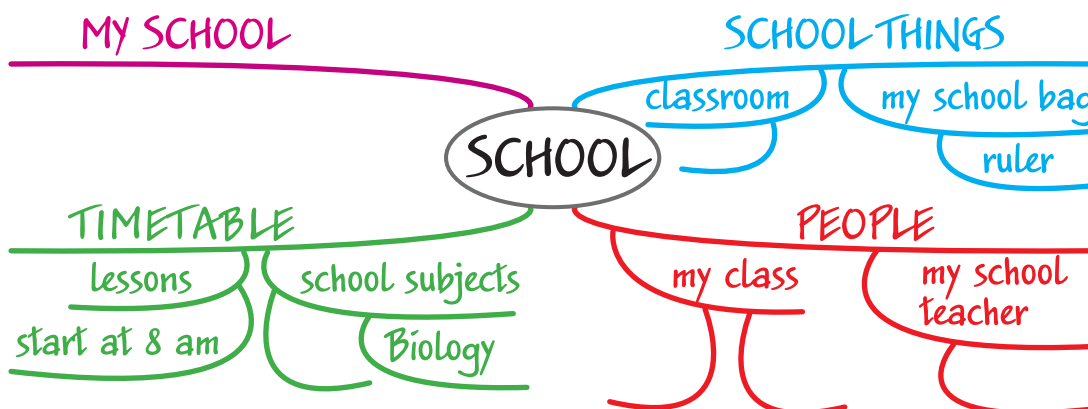 MY SCHOOL
SCHOOL THINGS
classroom
my school bag
ruler
SCHOOL
TIMETABLE
lessons
school subjects
start at 8 am
Biology
PEOPLE
my class
my school
teacher